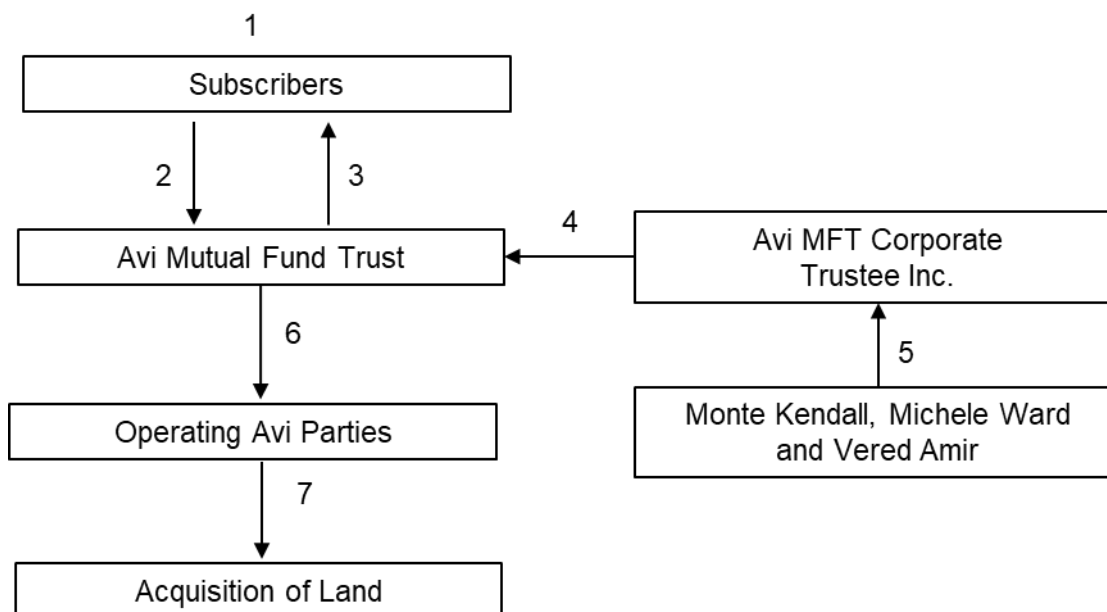 1
Subscribers
2
3
Avi Mutual Fund Trust
4
Avi MFT Corporate
Trustee Inc.
5
6
Monte Kendall, Michele Ward
and Vered Amir
Operating Avi Parties
7
Acquisition of Land